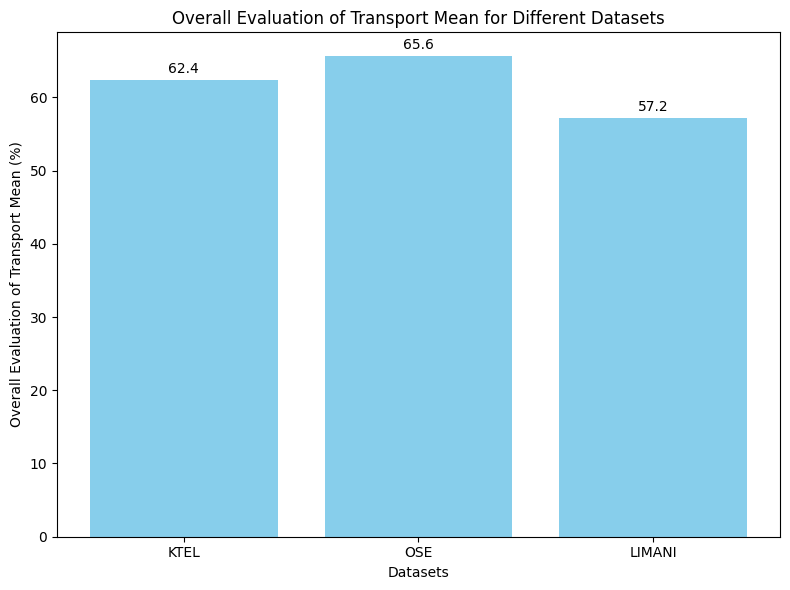 Overall Evaluation of Transport Mean for Different Datasets
Overall Evaluation of Transport Mean (%)
60
50
40
30
20
10
0
62.4
65.6
57.2
KTEL
OSE
LIMANI
Datasets